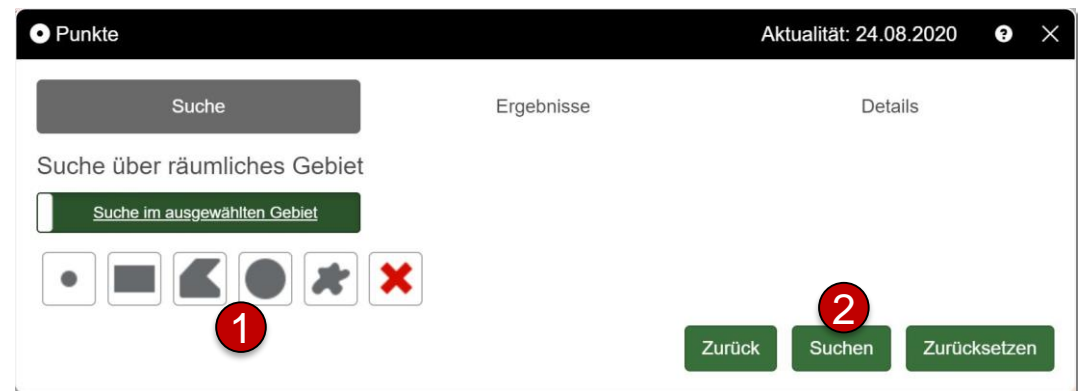 Punkte Aktualität: 24.08.2020 ?
Suche Ergebnisse Details
Suche über räumliches Gebiet
Suche im ausgewählten Gebiet
1
2
Zurück Suchen Zurücksetzen